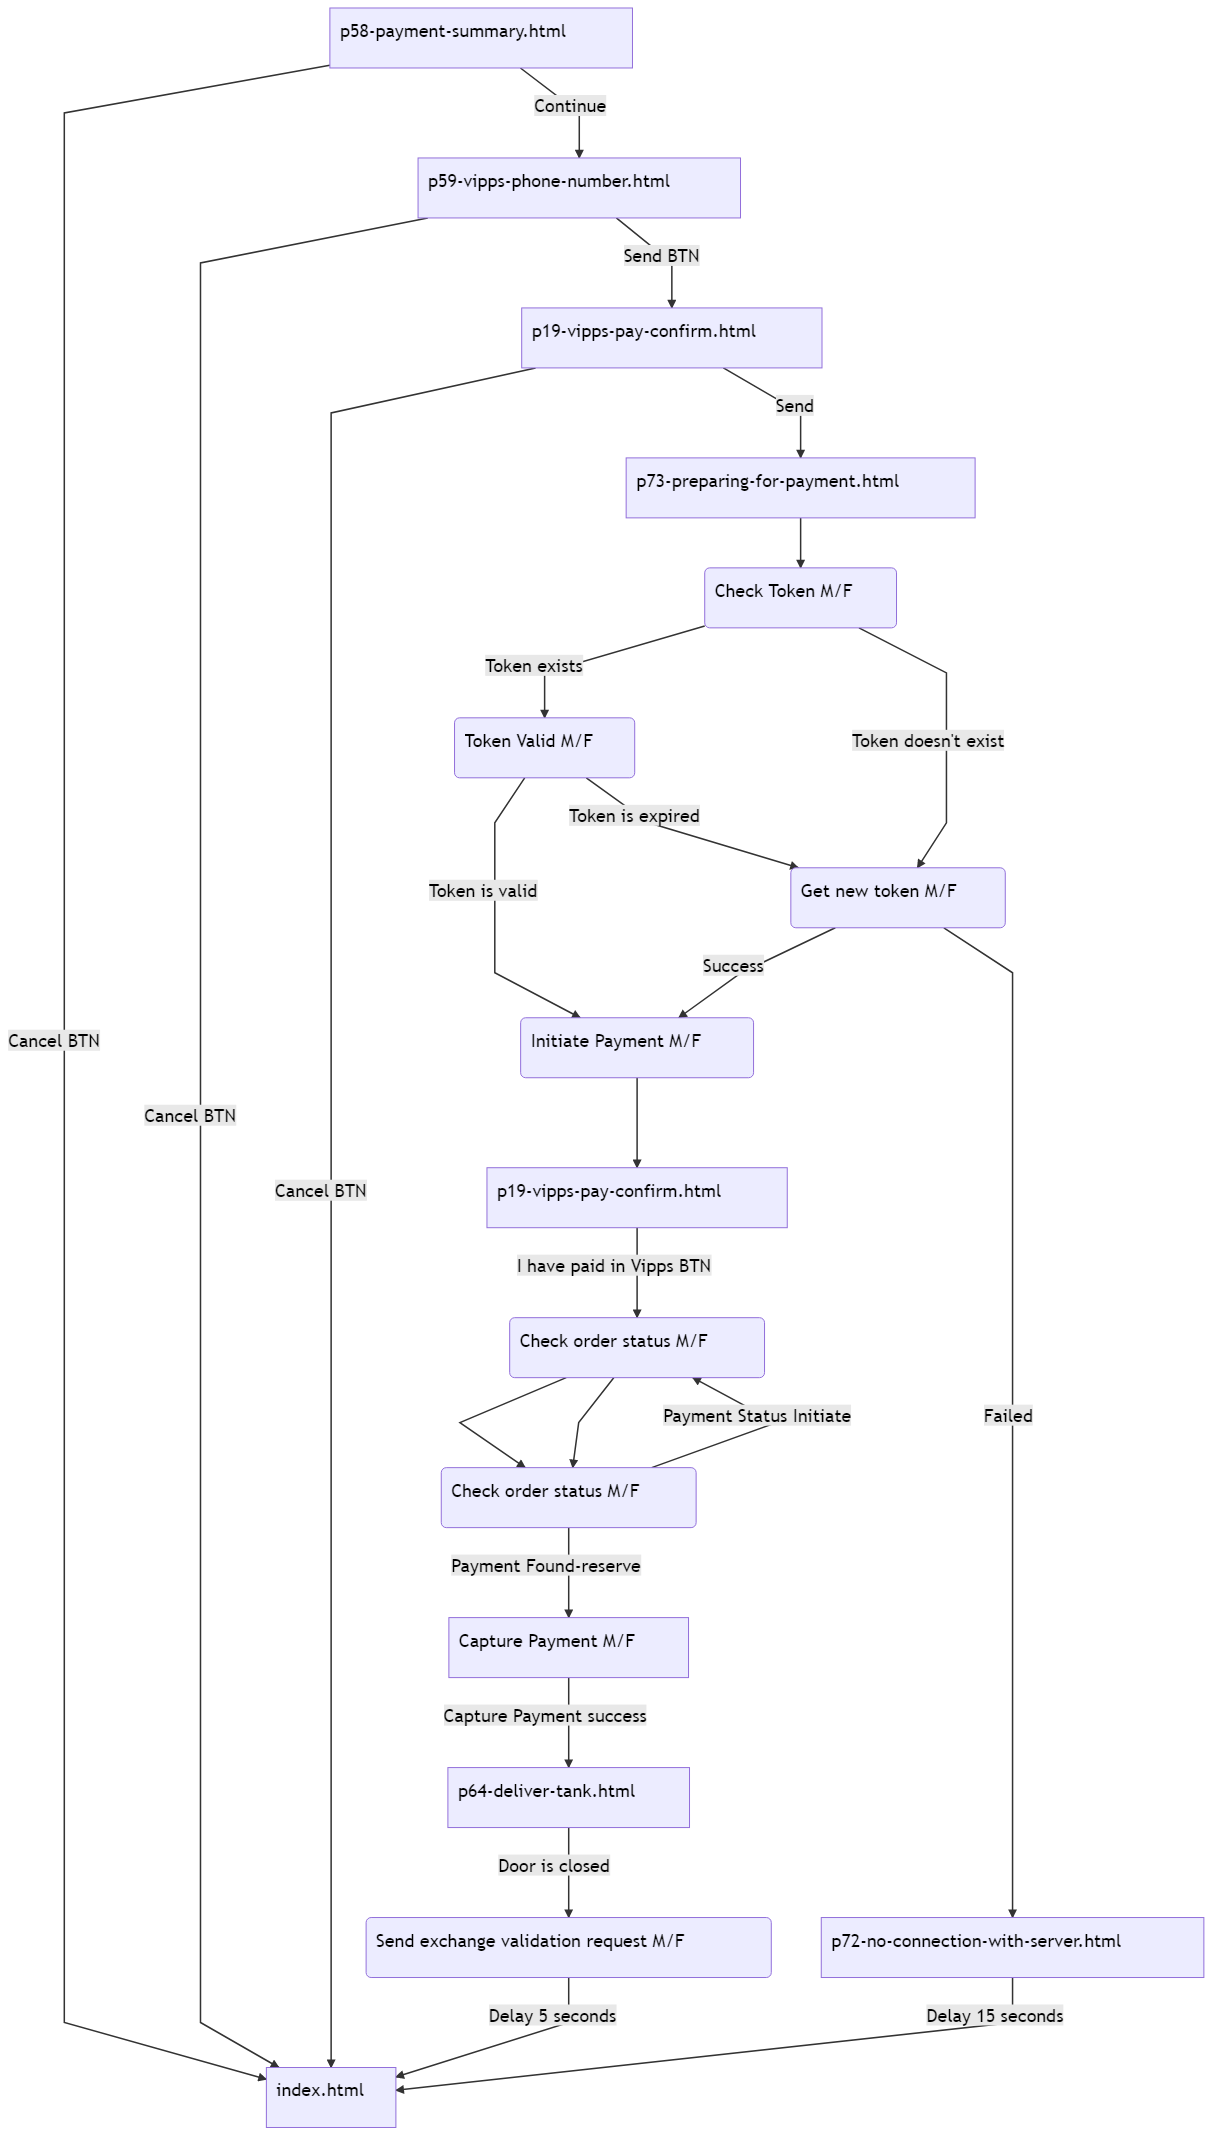 p58-payment-summary.html
Continue
p59-vipps-phone-number.html
Send BTN
p19-vipps-pay-confirm.html
Send
p73-preparing-for-payment.html
Check Token M/F
Token exists
Token Valid M/F
Token doesn't exist
Token is expired
Token is valid
Get new token M/F
Success
Initiate Payment M/F
Cancel BTN
Cancel BTN
Cancel BTN
p19-vipps-pay-confirm.html
I have paid in Vipps BTN
Check order status M/F
Payment Status Initiate
Failed
Check order status M/F
Payment Found-reserve
Capture Payment M/F
Capture Payment success
p64-deliver-tank.html
Door is closed
Send exchange validation request M/F
p72-no-connection-with-server.html
Delay 5 seconds
Delay 15 seconds
index.html